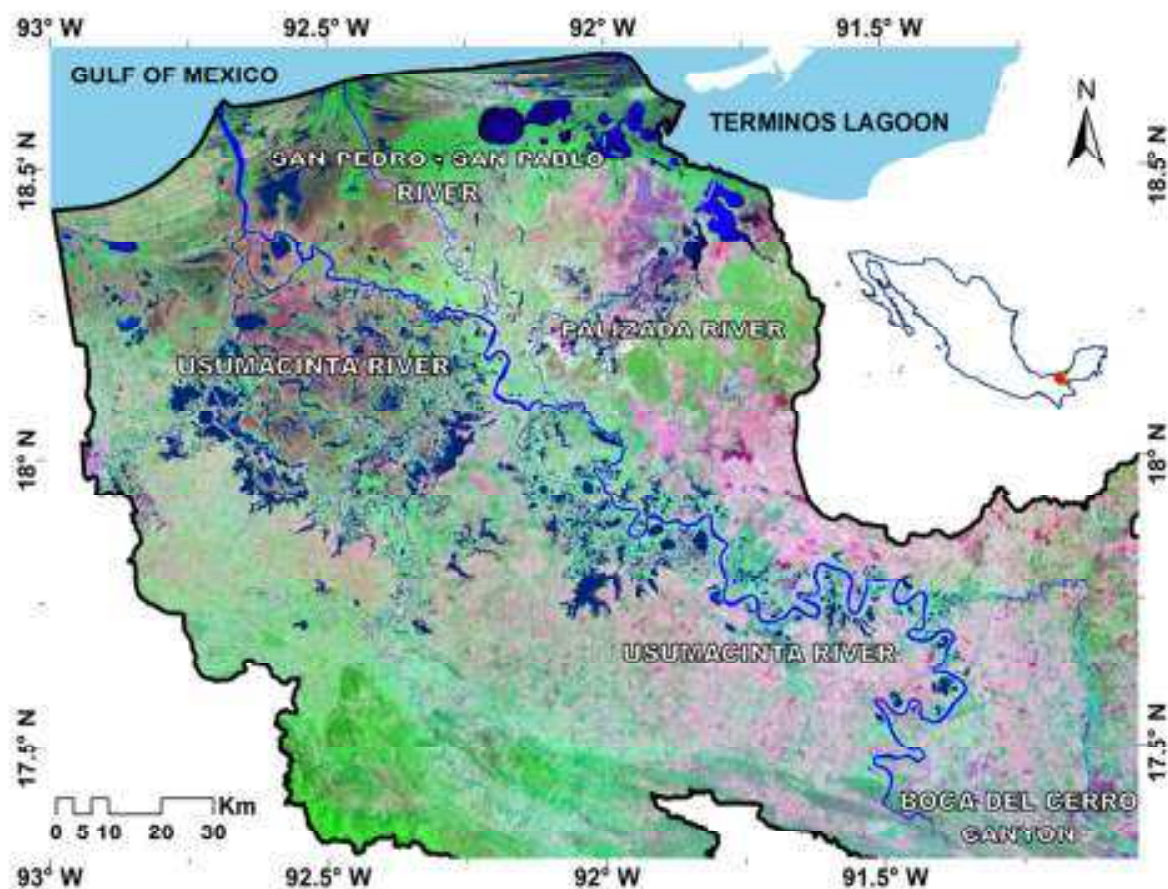 93° W
92.5° W
92° W
91.5° W
GULF OF MEXICO
TERMINOS LAGOON
N
18.5° N
18.5° N
SAN PEDRO - SAN PABLO
RIVER
PALIZADA RIVER
USUMACINTA RIVER
18° N
18° N
USUMACINTA RIVER
17.5° N
17.5° N
BOCA DEL CERRO
CANYON
Km
0 5 10 20 30
93° W
92.5° W
92° W
91.5° W